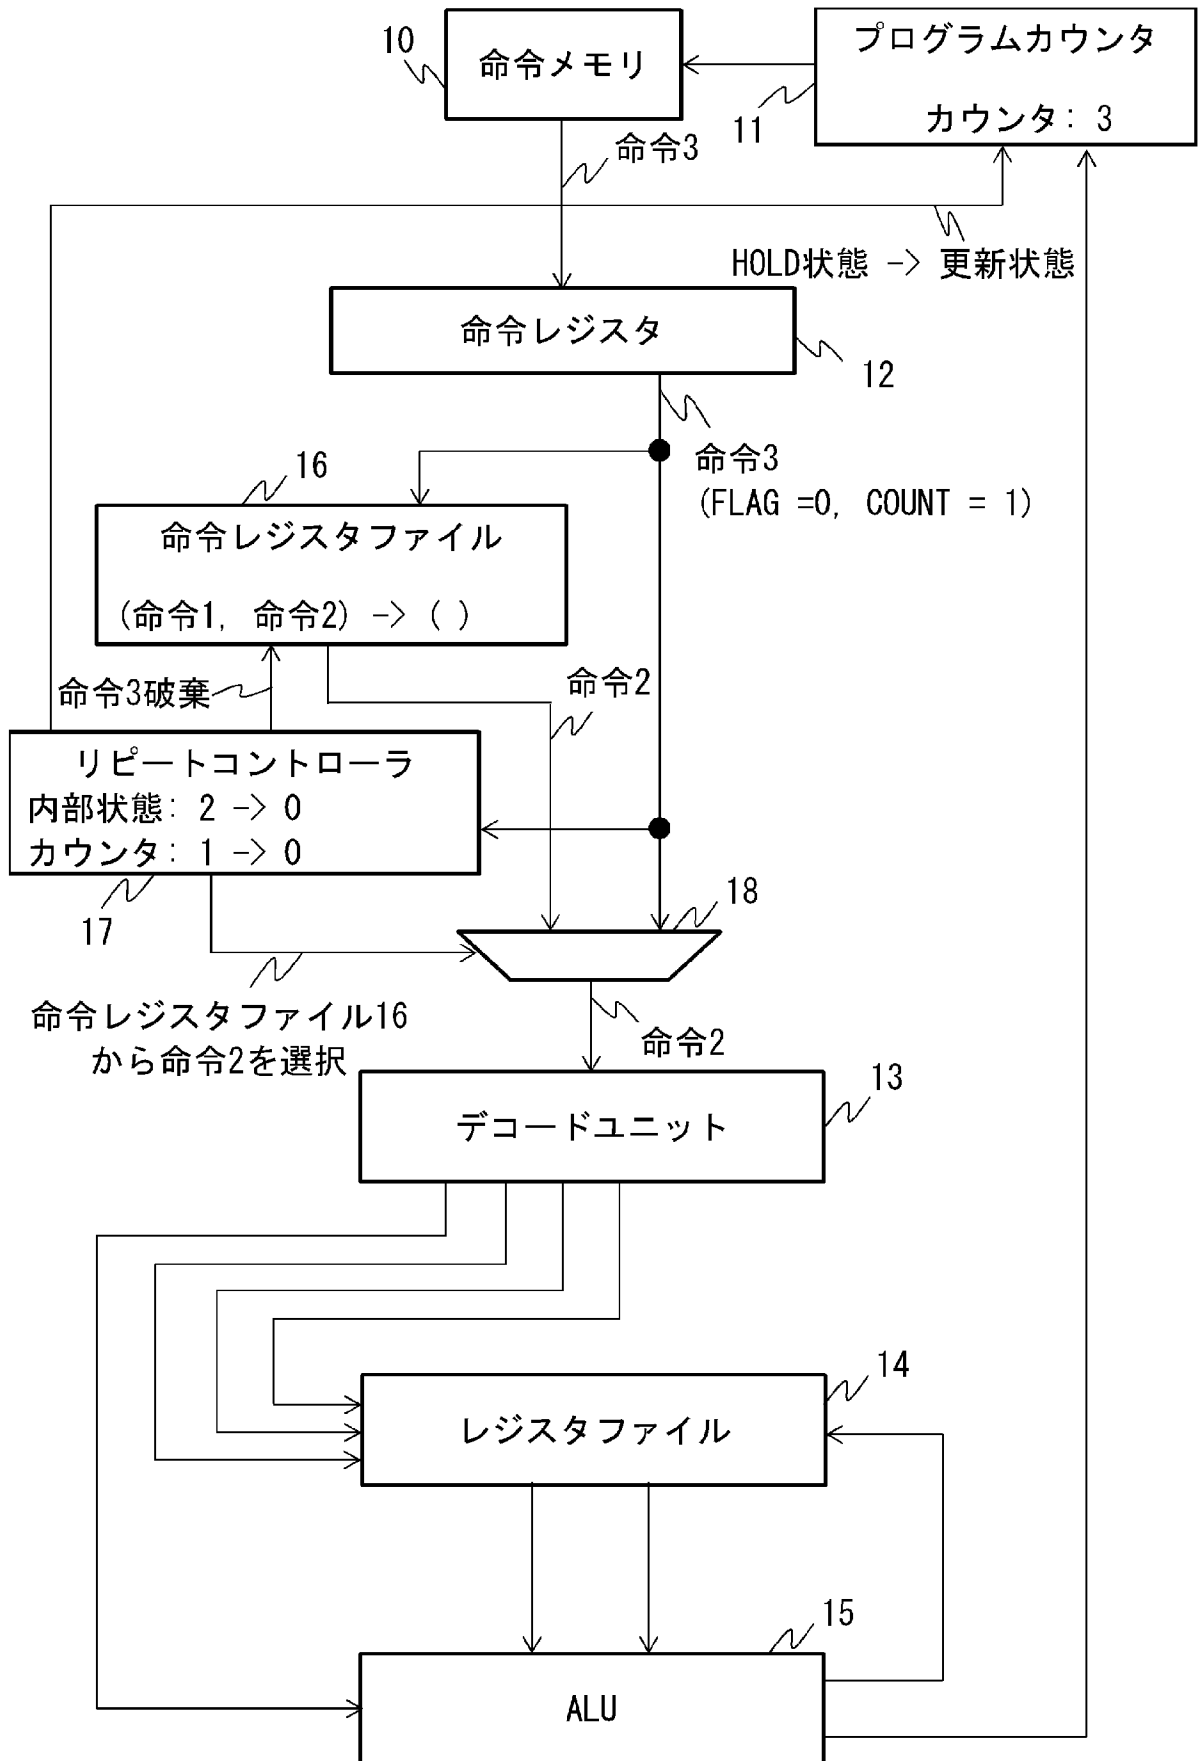 10
命令メモリ
プログラムカウンタ
カウンタ: 3
11
命令3
HOLD状態 -> 更新状態
命令レジスタ
12
命令3
(FLAG =0, COUNT = 1)
16
命令レジスタファイル
(命令1, 命令2) -> ( )
命令3破棄
命令2
リピートコントローラ
内部状態: 2 -> 0
カウンタ: 1 -> 0
17
18
命令レジスタファイル16
から命令2を選択
命令2
13
デコードユニット
14
レジスタファイル
15
ALU